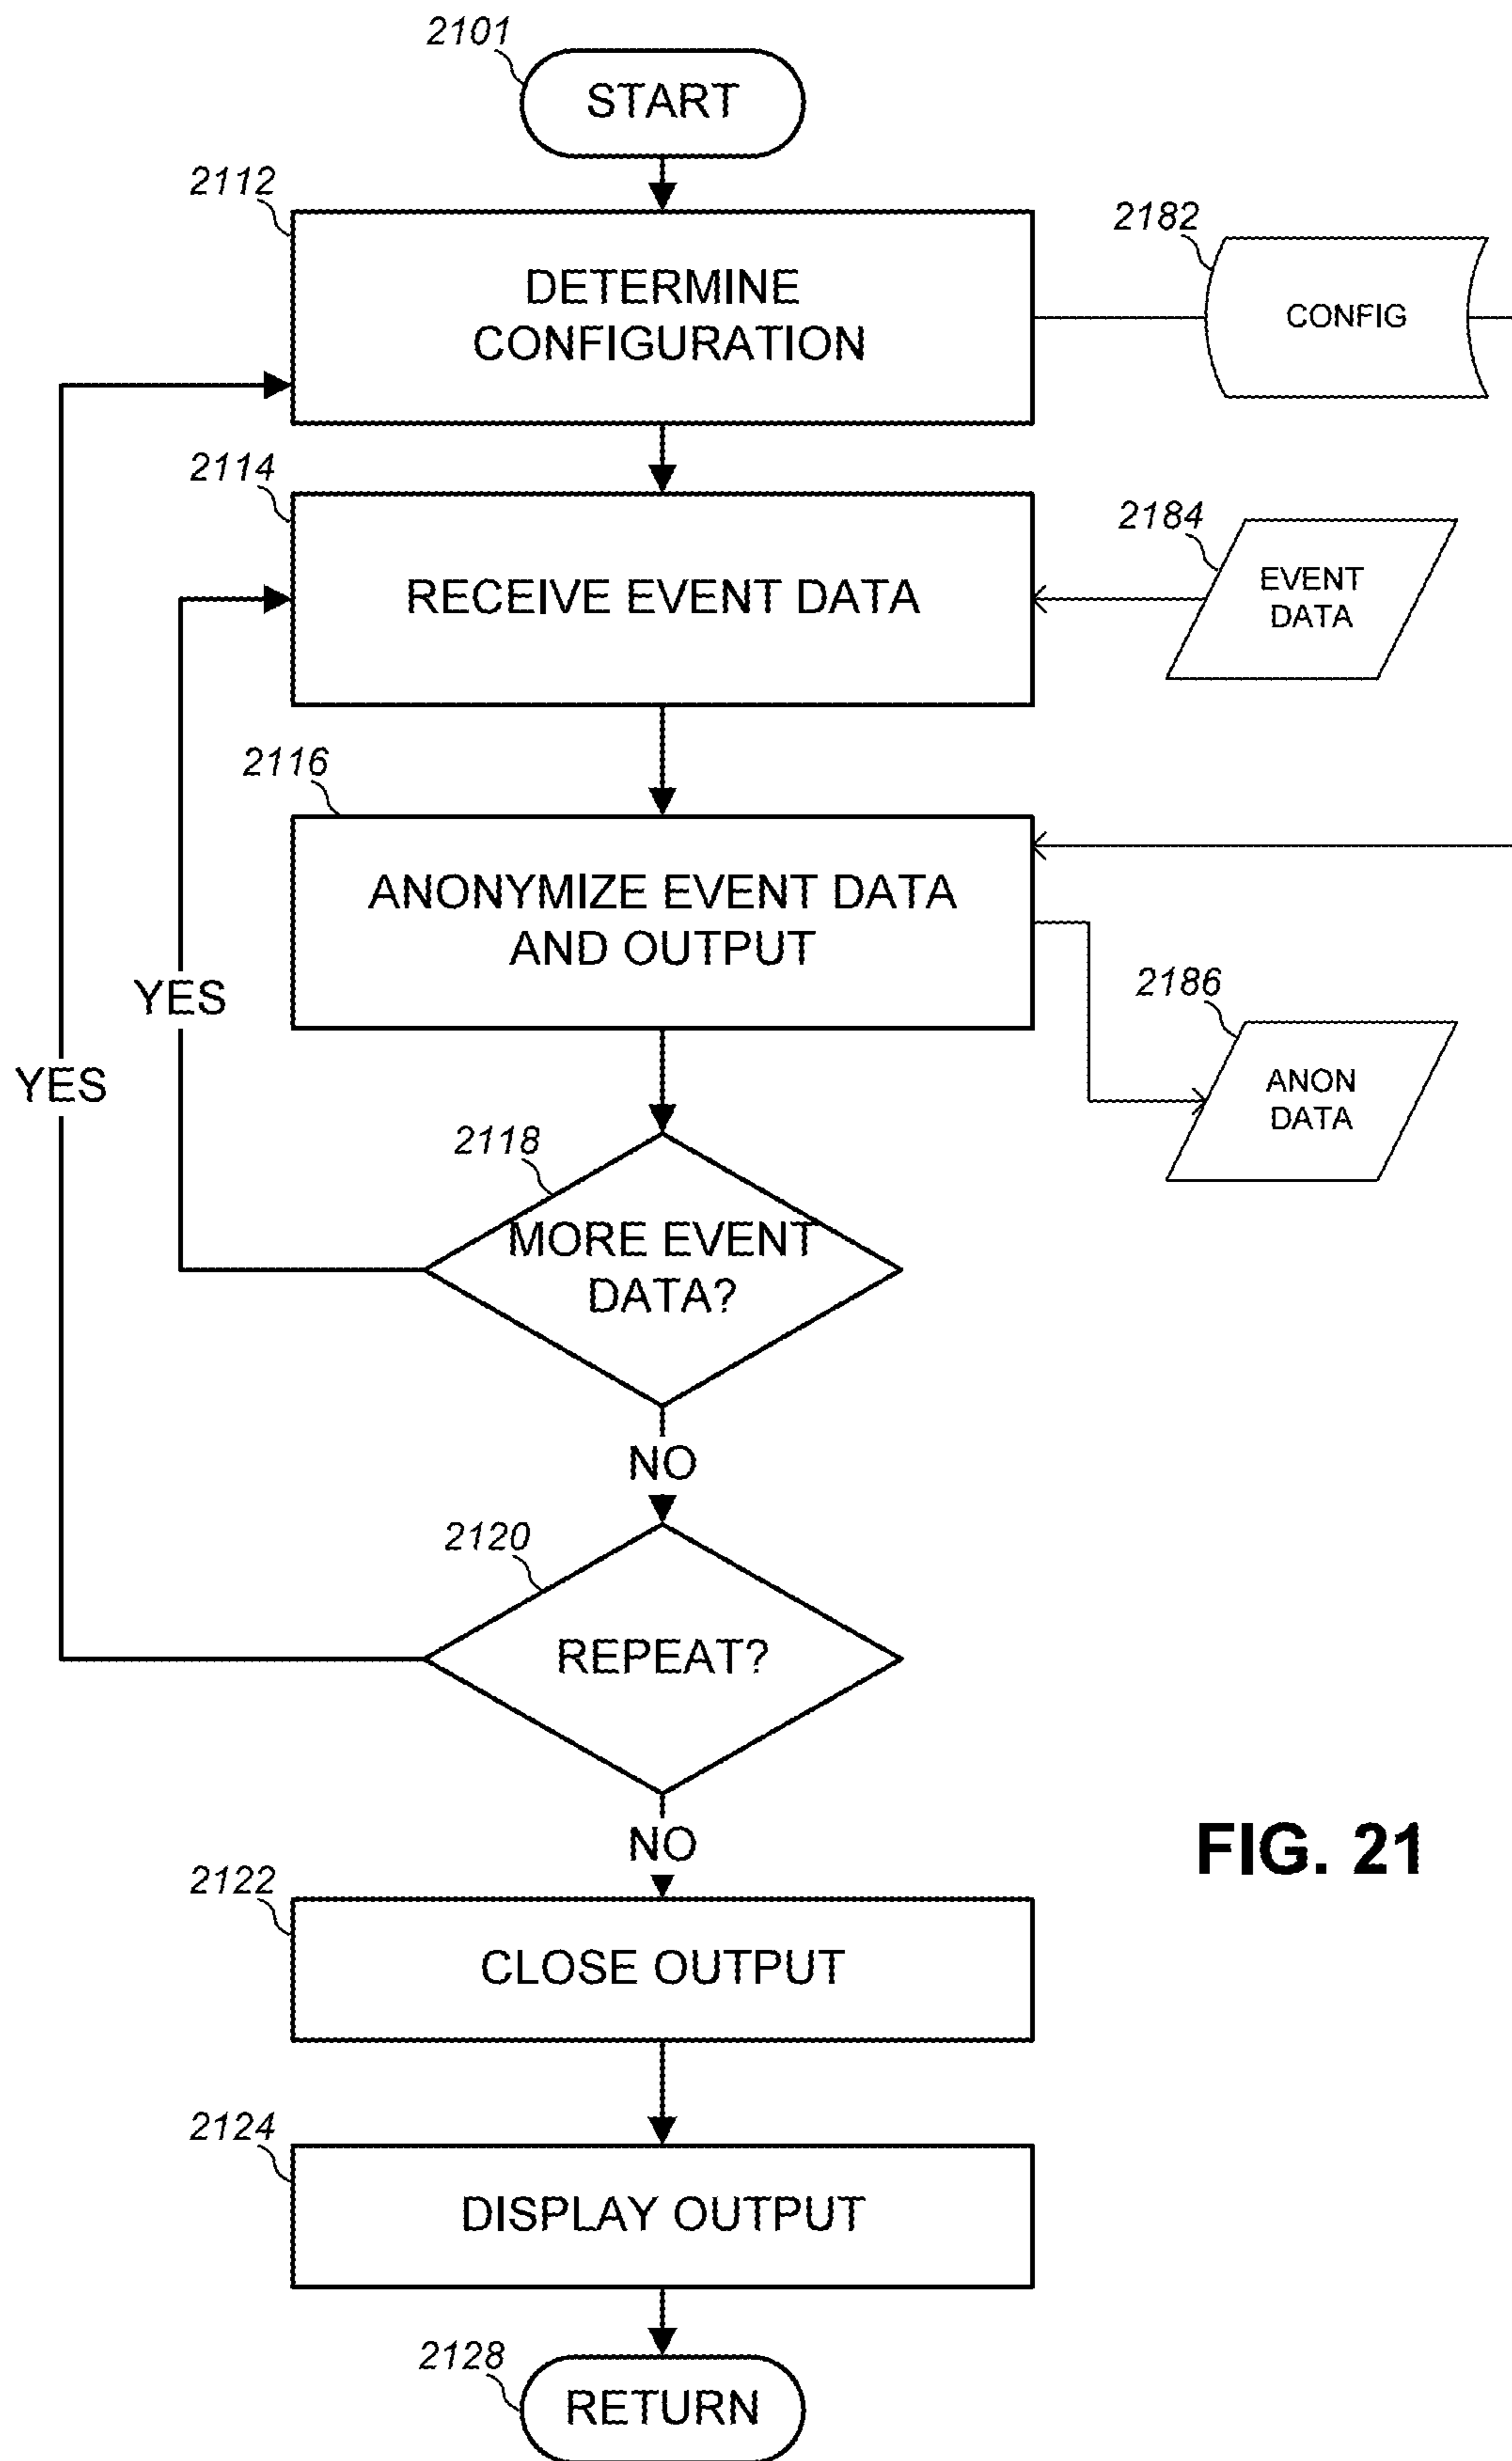 2101
START
2112
DETERMINE
CONFIGURATION
2182
CONFIG
2114
RECEIVE EVENT DATA
2184
EVENT
DATA
2116
ANONYMIZE EVENT DATA
AND OUTPUT
YES
2186
ANON
DATA
YES
2118
MORE EVENT
DATA?
NO
2120
REPEAT?
NO
FIG. 21
2122
CLOSE OUTPUT
2124
DISPLAY OUTPUT
2128
RETURN